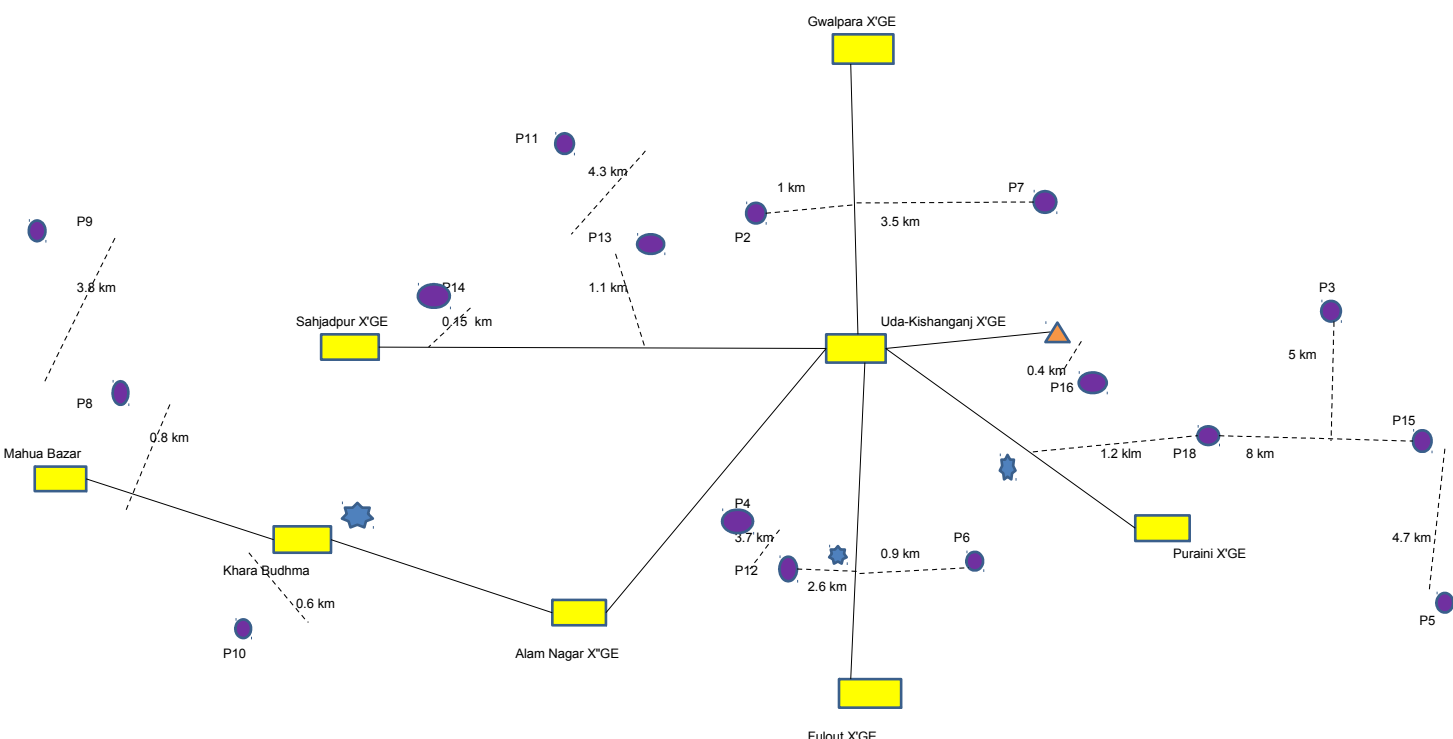 Gwalpara X'GE
P11
4.3 km
1 km
P7
P9
3.5 km
P2
P13
3.8 km
1.1 km
P14
P3
Sahjadpur X'GE
0.15 km
Uda-Kishanganj X'GE
5 km
0.4 km
P16
P8
P15
0.8 km
Mahua Bazar
1.2 klm
P18
8 km
P4
3.7 km
P6
4.7 km
0.9 km
Puraini X'GE
Khara Budhma
P12
2.6 km
0.6 km
P5
P10
Alam Nagar X"GE
Fulout X'GE